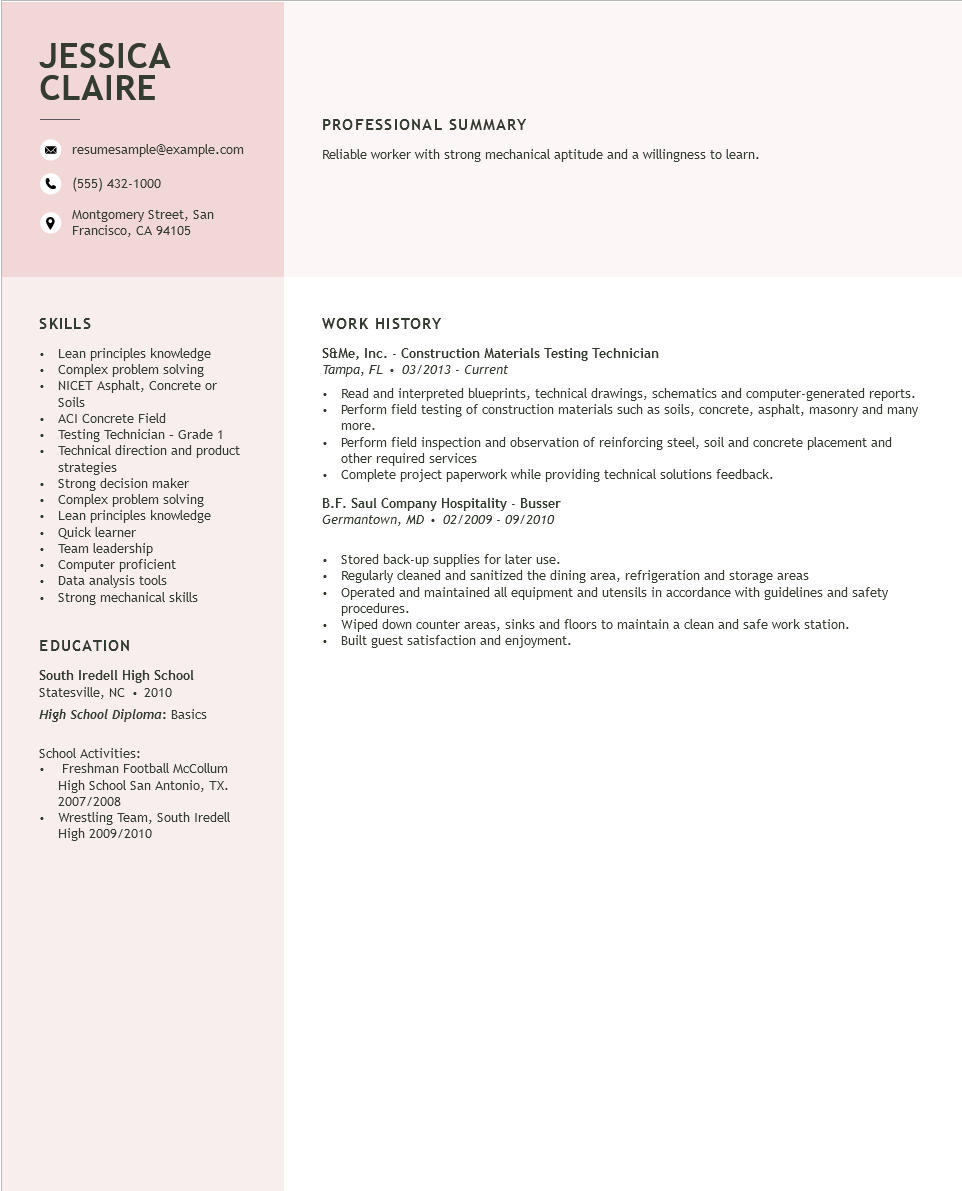 JESSICA
CLAIRE
resumesample@example.com
(555) 432-1000
Montgomery Street, San
Francisco, CA 94105
PROFESSIONAL SUMMARY
Reliable worker with strong mechanical aptitude and a willingness to learn.
SKILLS
• Lean principles knowledge
• Complex problem solving
• NICET Asphalt, Concrete or
Soils
• ACI Concrete Field
• Testing Technician – Grade 1
• Technical direction and product
strategies
• Strong decision maker
• Complex problem solving
• Lean principles knowledge
• Quick learner
• Team leadership
• Computer proficient
• Data analysis tools
• Strong mechanical skills
EDUCATION
South Iredell High School
Statesville, NC • 2010
High School Diploma: Basics
School Activities:
• Freshman Football McCollum
High School San Antonio, TX.
2007/2008
• Wrestling Team, South Iredell
High 2009/2010
WORK HISTORY
S&Me, Inc. - Construction Materials Testing Technician
Tampa, FL • 03/2013 - Current
• Read and interpreted blueprints, technical drawings, schematics and computer-generated reports.
• Perform field testing of construction materials such as soils, concrete, asphalt, masonry and many
more.
• Perform field inspection and observation of reinforcing steel, soil and concrete placement and
other required services
• Complete project paperwork while providing technical solutions feedback.
B.F. Saul Company Hospitality - Busser
Germantown, MD • 02/2009 - 09/2010
• Stored back-up supplies for later use.
• Regularly cleaned and sanitized the dining area, refrigeration and storage areas
• Operated and maintained all equipment and utensils in accordance with guidelines and safety
procedures.
• Wiped down counter areas, sinks and floors to maintain a clean and safe work station.
• Built guest satisfaction and enjoyment.